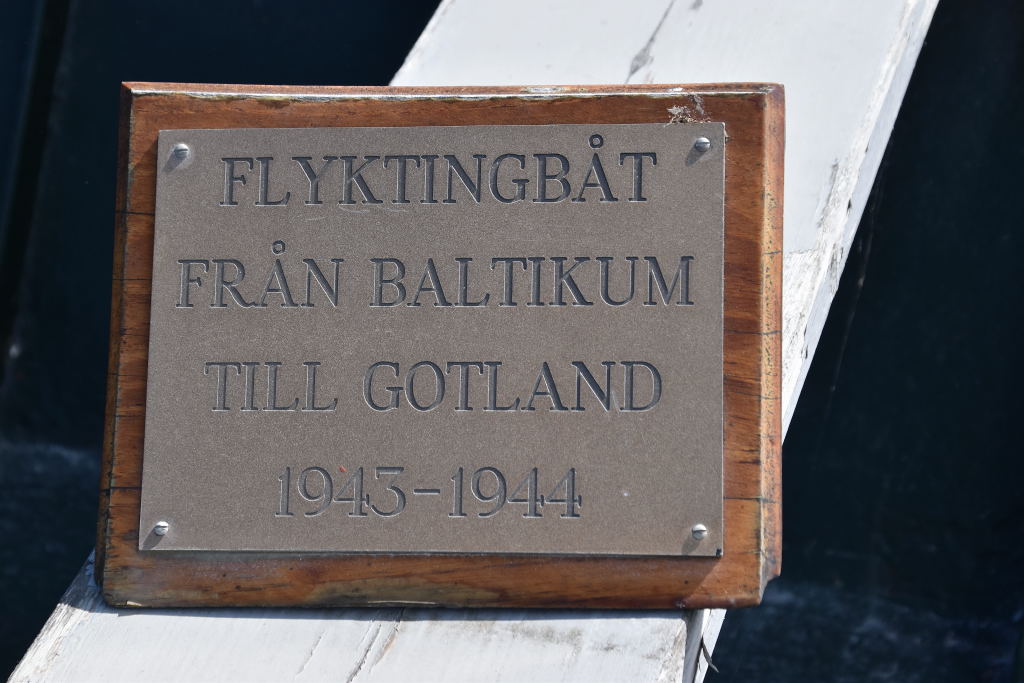 FLYKTINGBÅT
FRÅN BALTIKUM
TILL GOTLAND
1943-1944